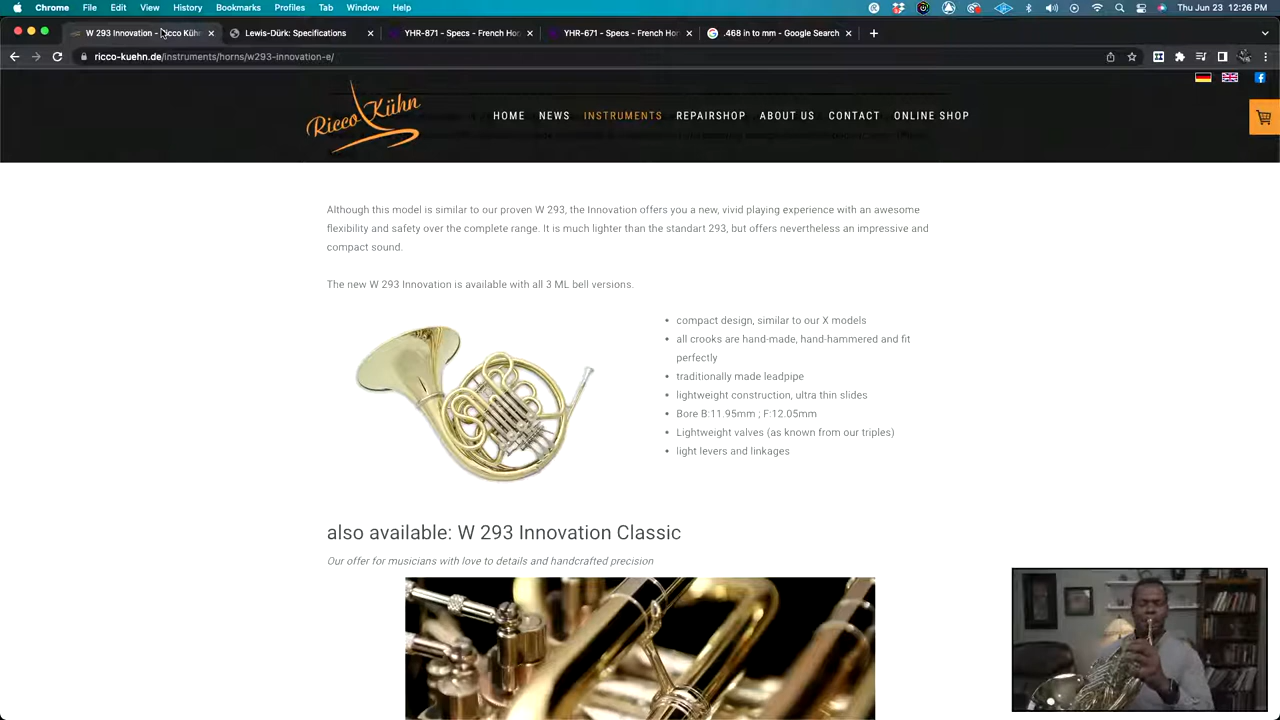 Chrome File Edit View History Bookmarks Profiles Tab Window Help Thu Jun 23 12:26 PM
W 293 Innovation - Ricco Kühn Lewis-Dürk: Specifications YHR-871 - Specs - French Ho YHR-671 - Specs - French Hor .468 in to mm - Google Search
ricco-kuehn.de/instruments/horns/w293-innovation-e/
Ricco Kühn
HOME NEWS INSTRUMENTS REPAIRSHOP ABOUT US CONTACT ONLINE SHOP
Although this model is similar to our proven W 293, the Innovation offers you a new, vivid playing experience with an awesome
flexibility and safety over the complete range. It is much lighter than the standart 293, but offers nevertheless an impressive and
compact sound.
The new W 293 Innovation is available with all 3 ML bell versions.
• compact design, similar to our X models
• all crooks are hand-made, hand-hammered and fit
perfectly
• traditionally made leadpipe
• lightweight construction, ultra thin slides
• Bore B:11.95mm ; F:12.05mm
• Lightweight valves (as known from our triples)
• light levers and linkages
also available: W 293 Innovation Classic
Our offer for musicians with love to details and handcrafted precision